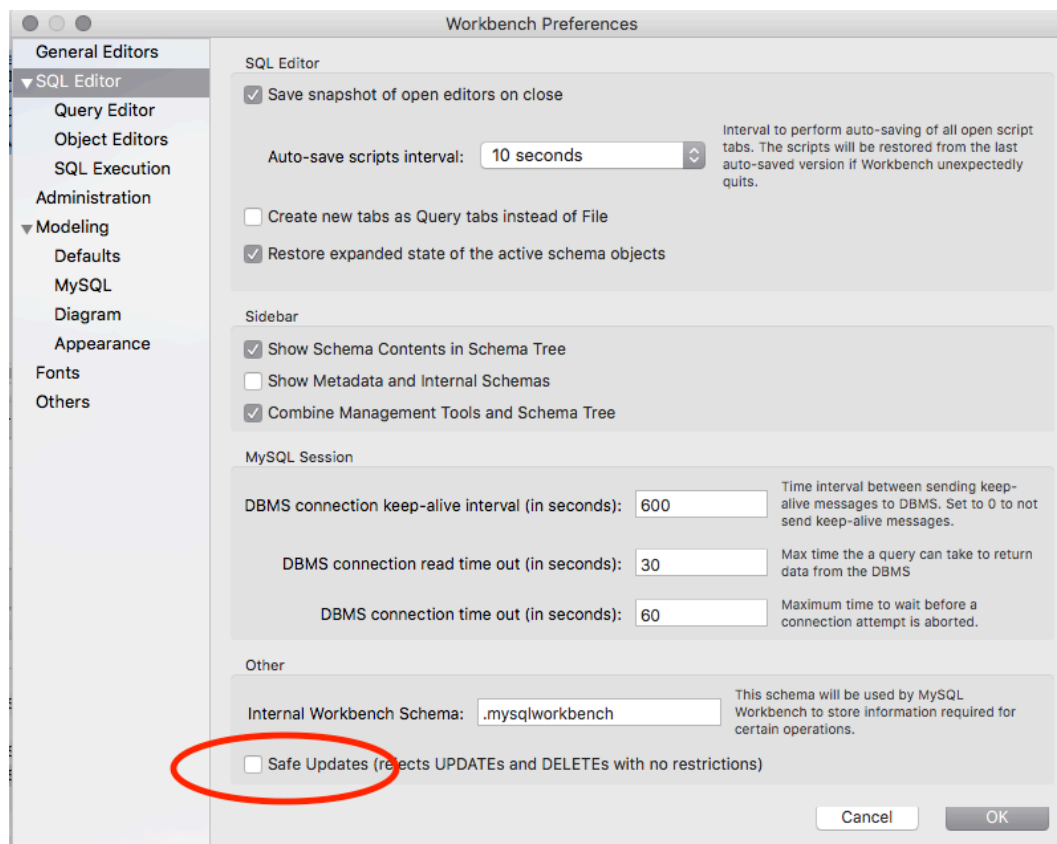 Workbench Preferences
General Editors
SQL Editor
Query Editor
Object Editors
SQL Execution
Administration
Modeling
Defaults
MySQL
Diagram
Appearance
Fonts
Others
SQL Editor
Save snapshot of open editors on close
Auto-save scripts interval:
10 seconds
Interval to perform auto-saving of all open script
tabs. The scripts will be restored from the last
auto-saved version if Workbench unexpectedly
quits.
Create new tabs as Query tabs instead of File
Restore expanded state of the active schema objects
Sidebar
Show Schema Contents in Schema Tree
Show Metadata and Internal Schemas
Combine Management Tools and Schema Tree
MySQL Session
DBMS connection keep-alive interval (in seconds):
600
Time interval between sending keep-
alive messages to DBMS. Set to 0 to not
send keep-alive messages.
DBMS connection read time out (in seconds):
30
Max time the a query can take to return
data from the DBMS
DBMS connection time out (in seconds):
60
Maximum time to wait before a
connection attempt is aborted.
Other
Internal Workbench Schema:
.mysqlworkbench
This schema will be used by MySQL
Workbench to store information required for
certain operations.
Safe Updates (rejects UPDATEs and DELETEs with no restrictions)
Cancel
OK